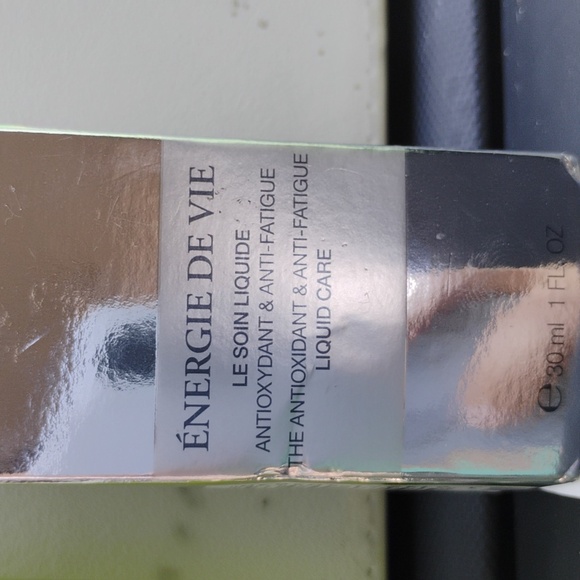 ÉNERGIE DE VIE
LE SOIN LIQUIDE
ANTIOXYDANT & ANTI-FATIGUE
THE ANTIOXIDANT & ANTI-FATIGUE
LIQUID CARE
℮ 30 ml 1 FL. OZ